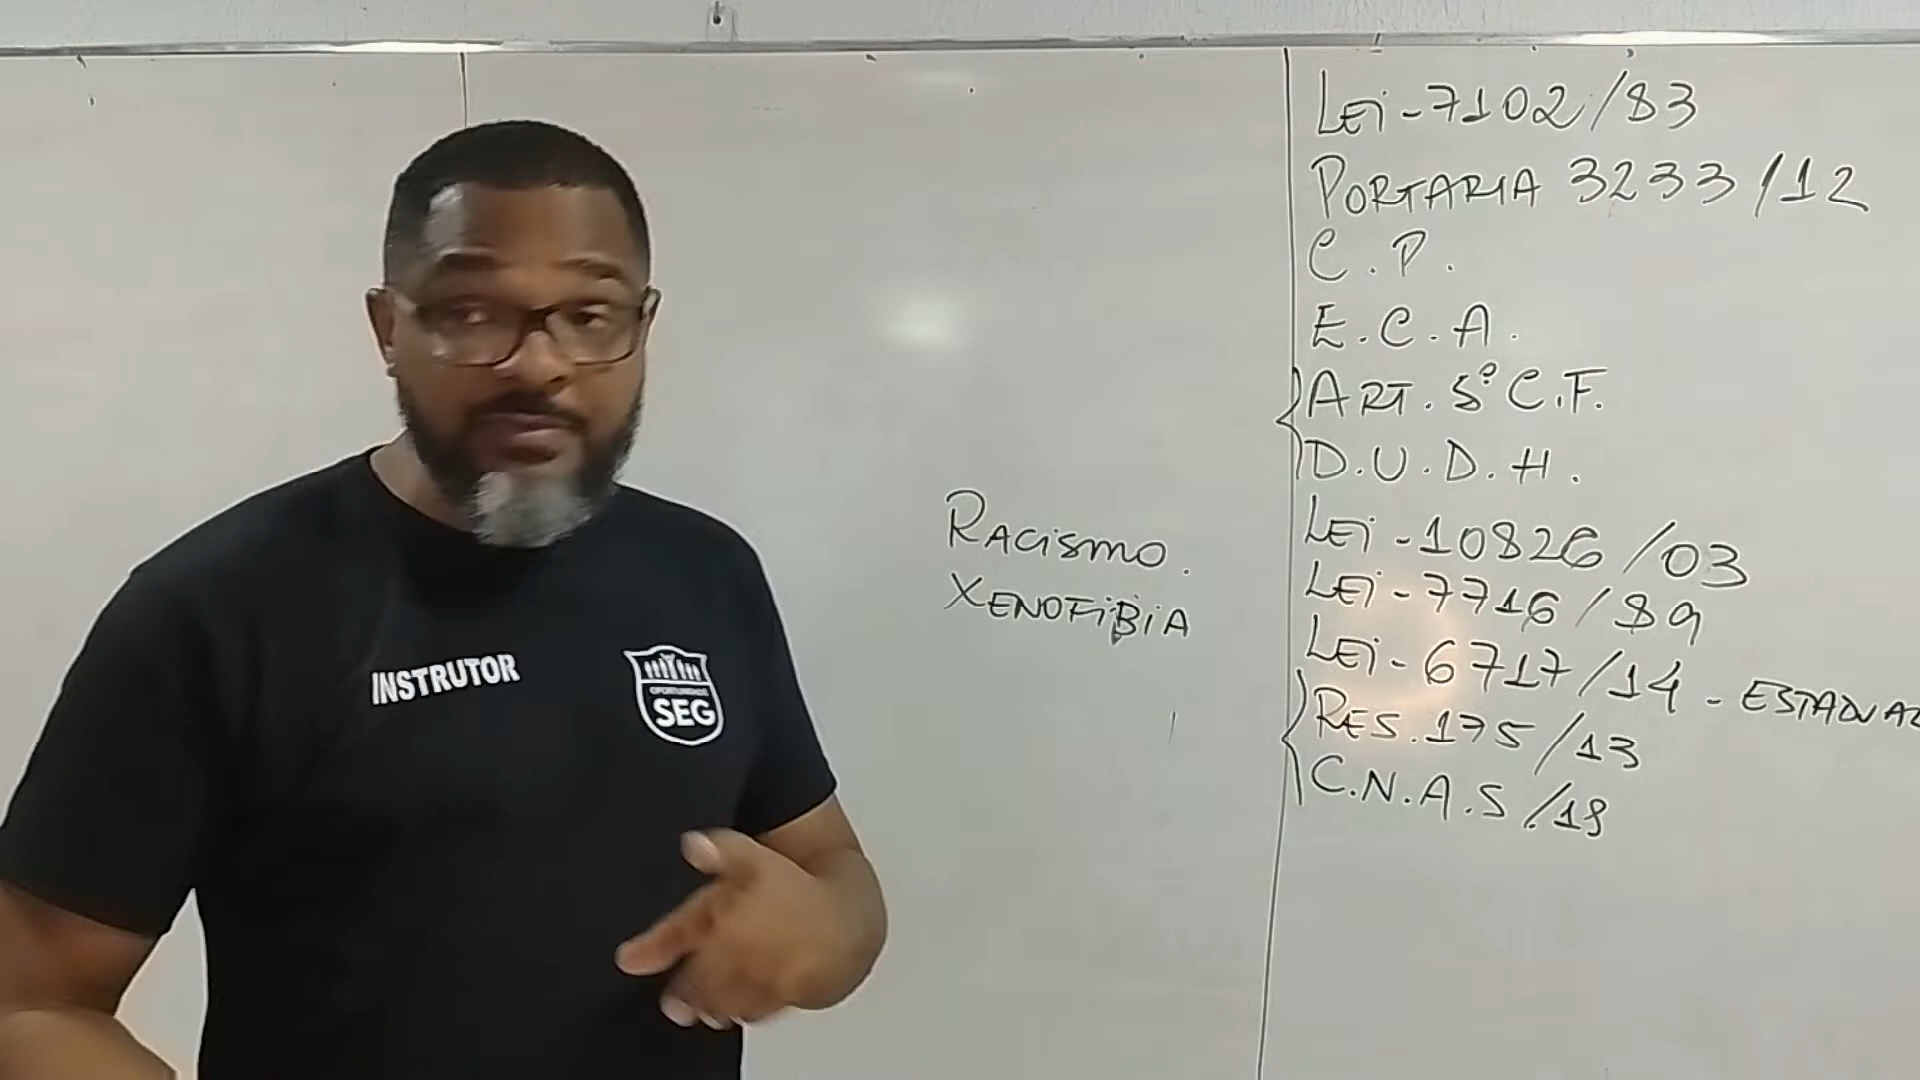 INSTRUTOR
OPORTUNIDADE
SEG
RACISMO.
XENOFIBIA
LEI - 7102/83
PORTARIA 3233/12
C.P.
E.C.A.
ART. 5º C.F.
D.U.D.H.
LEI - 10826/03
LEI - 7716/89
LEI - 6717/14 - ESTADUAL
RES. 175/13
C.N.A.S/18